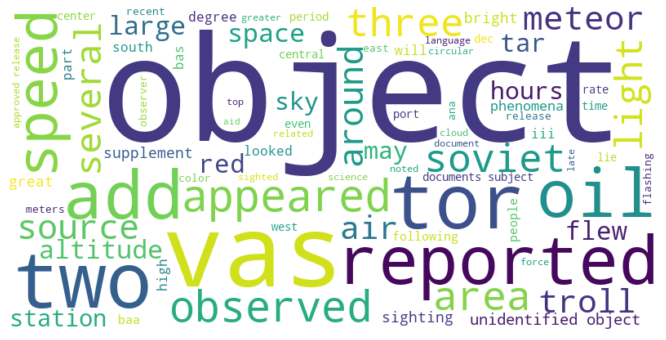 object
speed
several
large
degree
recent
greater
period
center
south
space
central
three
bright
meteor
part
bas
east
will
language
dec
tar
circular
approved release
observer
top
sky
around
hours
rate
light
phenomena
time
aid
even
port
ana
iii
release
supplement
looked
related
may
cloud
document
red
soviet
late
lie
great
color
sighted
science
noted
documents subject
flashing
add
appeared
tor
oil
meters
source
vas
west
air
following
reported
people
flew
altitude
two
high
observed
area
force
troll
station
baa
sighting
unidentified object